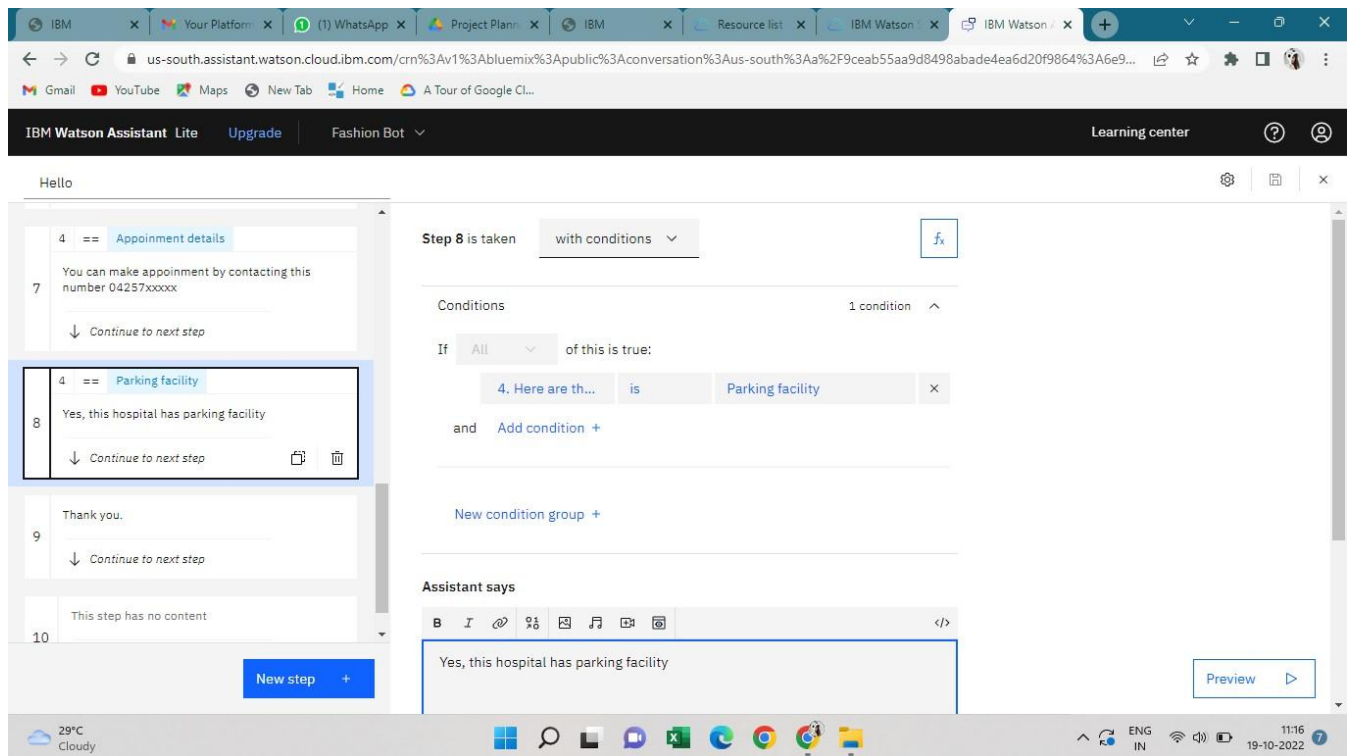 IBM
Your Platform
(1) WhatsApp
Project Plann
IBM
Resource list
IBM Watson
IBM Watson
us-south.assistant.watson.cloud.ibm.com/crn%3Av1%3Abluemix%3Apublic%3Aconversation%3Aus-south%3Aa%2F9ceab55aa9d8498abade4ea6d20f9864%3A6e9...
Gmail YouTube Maps New Tab Home A Tour of Google Cl...
IBM Watson Assistant Lite Upgrade Fashion Bot Learning center
Hello
4 == Appoinment details
You can make appoinment by contacting this
7 number 04257xxxxx
Continue to next step
4 == Parking facility
8 Yes, this hospital has parking facility
Continue to next step
Thank you.
9
Continue to next step
This step has no content
10
New step +
Step 8 is taken with conditions fx
Conditions 1 condition
If All of this is true:
4. Here are th... is Parking facility
and Add condition +
New condition group +
Assistant says
B I </>
Yes, this hospital has parking facility
Preview
29°C
Cloudy
ENG
IN
11:16
19-10-2022
7